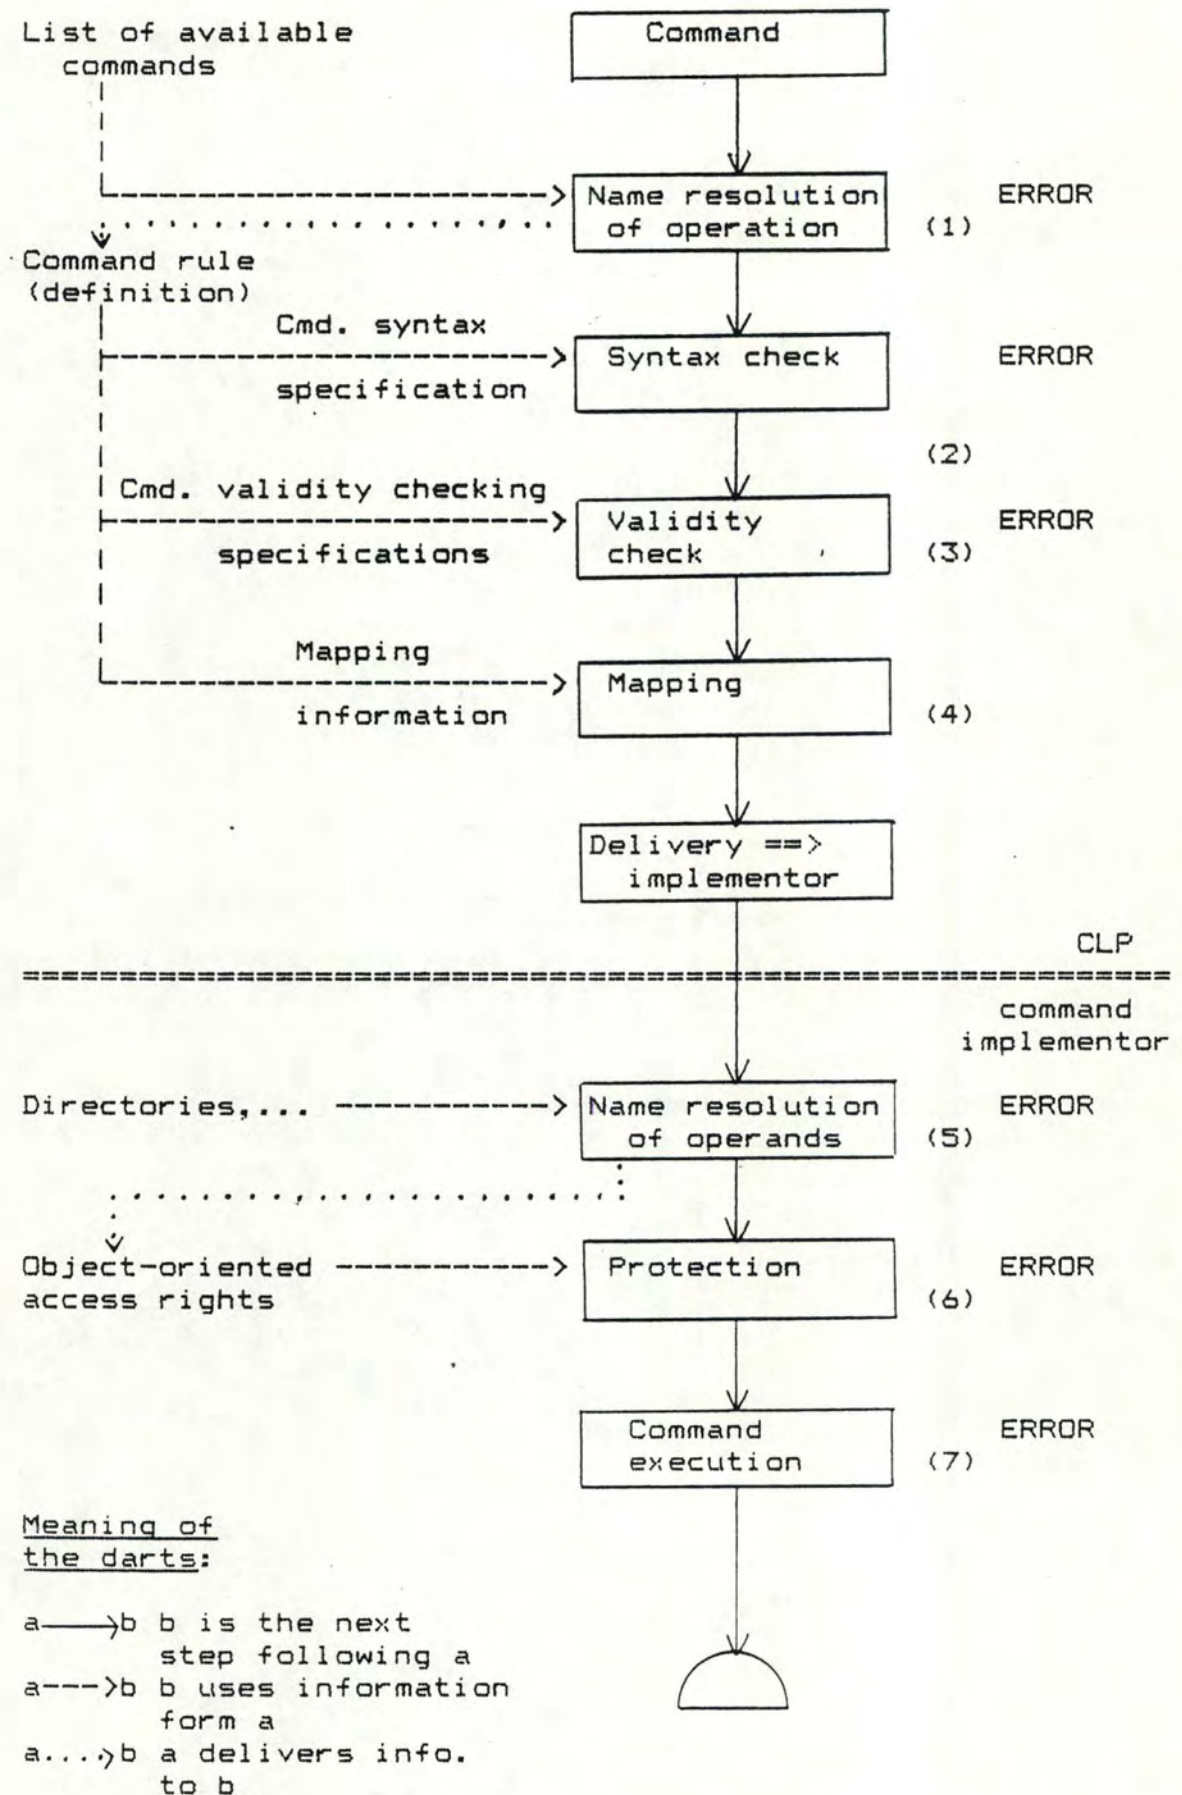 List of available
commands
Command
Name resolution
of operation
ERROR
(1)
Command rule
(definition)
Cmd. syntax
specification
Syntax check
ERROR
(2)
Cmd. validity checking
specifications
Validity
check
ERROR
(3)
Mapping
information
Mapping
(4)
Delivery ==>
implementor
CLP
command
implementor
Directories,...
Name resolution
of operands
ERROR
(5)
Object-oriented
access rights
Protection
ERROR
(6)
Command
execution
ERROR
(7)
Meaning of
the darts:
a——>b b is the next
step following a
a--->b b uses information
form a
a....>b a delivers info.
to b